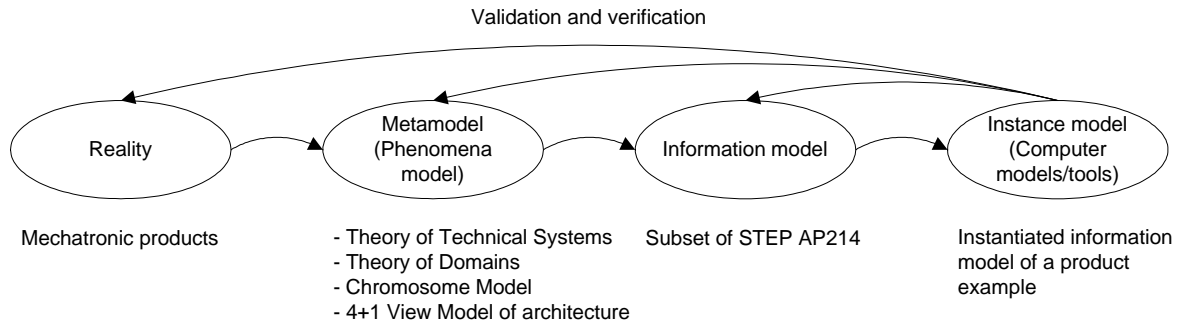 Validation and verification
Reality
Metamodel
(Phenomena
model)
Information model
Instance model
(Computer
models/tools)
Mechatronic products
- Theory of Technical Systems
- Theory of Domains
- Chromosome Model
- 4+1 View Model of architecture
Subset of STEP AP214
Instantiated information
model of a product
example